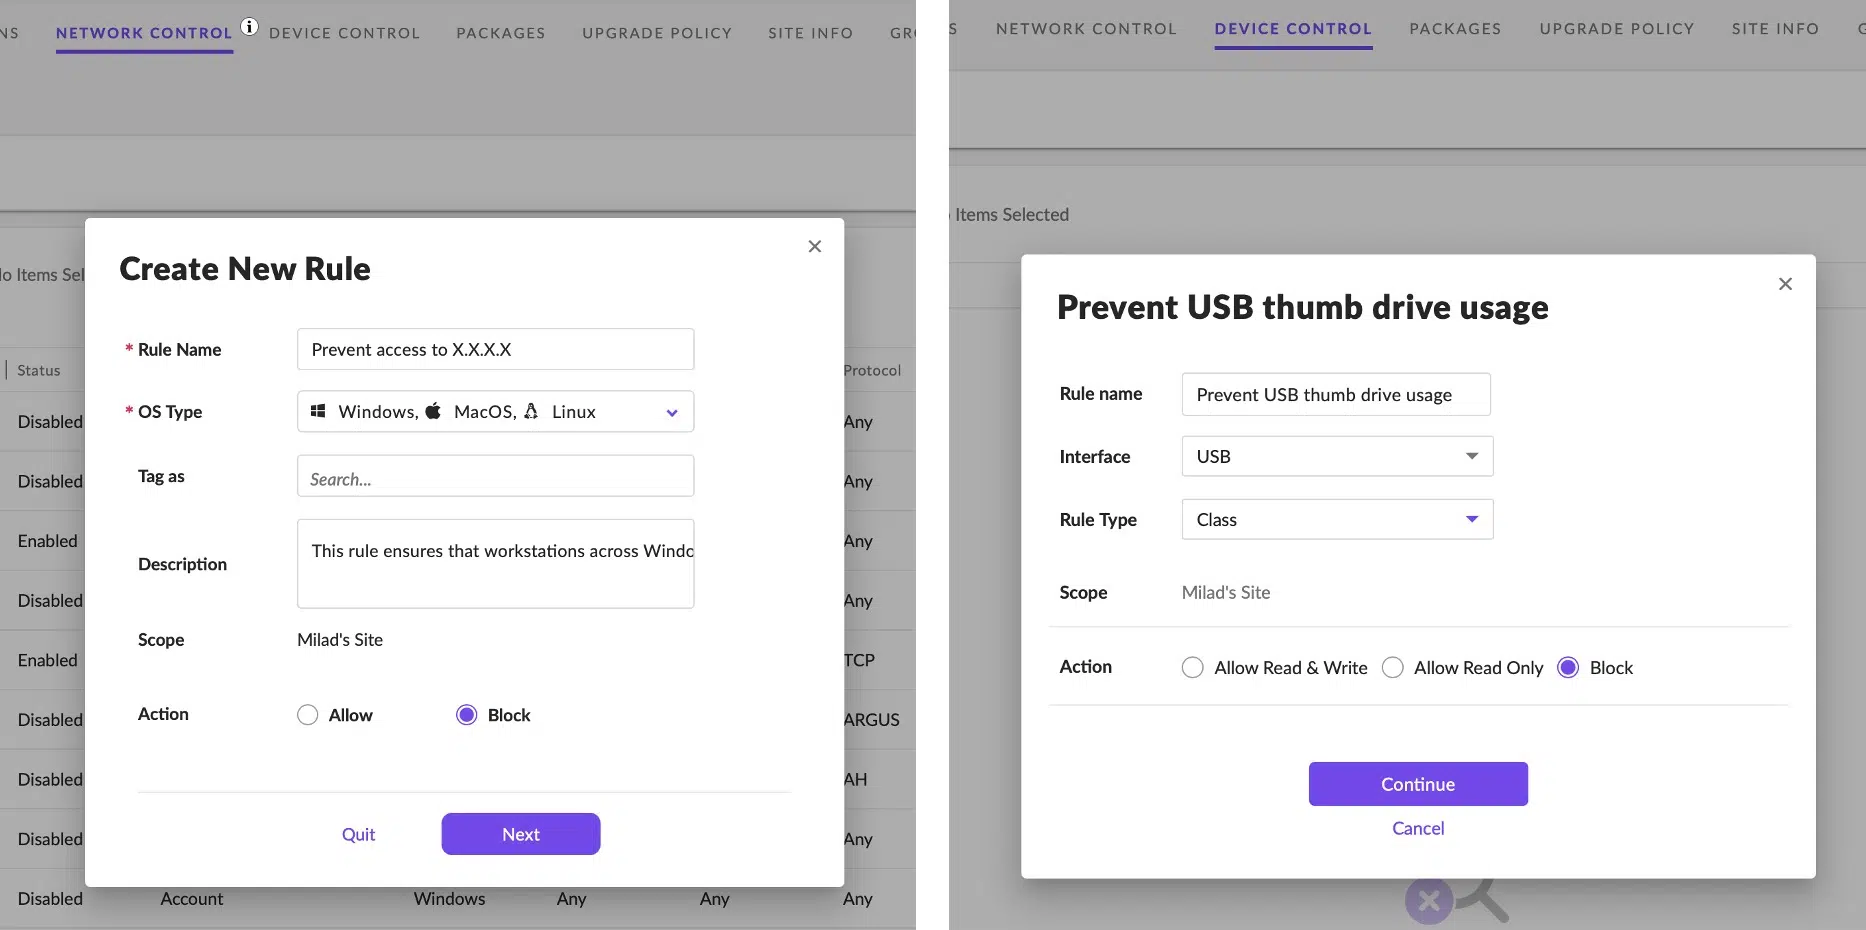 NS NETWORK CONTROL i DEVICE CONTROL PACKAGES UPGRADE POLICY SITE INFO GR
Create New Rule
lo Items Sel
* Rule Name Prevent access to X.X.X.X
Status Protocol
* OS Type Windows, MacOS, Linux
Disabled Any
Tag as Search...
Disabled Any
Enabled Any
Description This rule ensures that workstations across Windo
Disabled Any
Scope Milad's Site
Enabled TCP
Action Allow Block
Disabled ARGUS
Disabled AH
Quit Next
Disabled Any
Disabled Account Windows Any Any Any
S NETWORK CONTROL DEVICE CONTROL PACKAGES UPGRADE POLICY SITE INFO G
Items Selected
Prevent USB thumb drive usage
Rule name Prevent USB thumb drive usage
Interface USB
Rule Type Class
Scope Milad's Site
Action Allow Read & Write Allow Read Only Block
Continue
Cancel